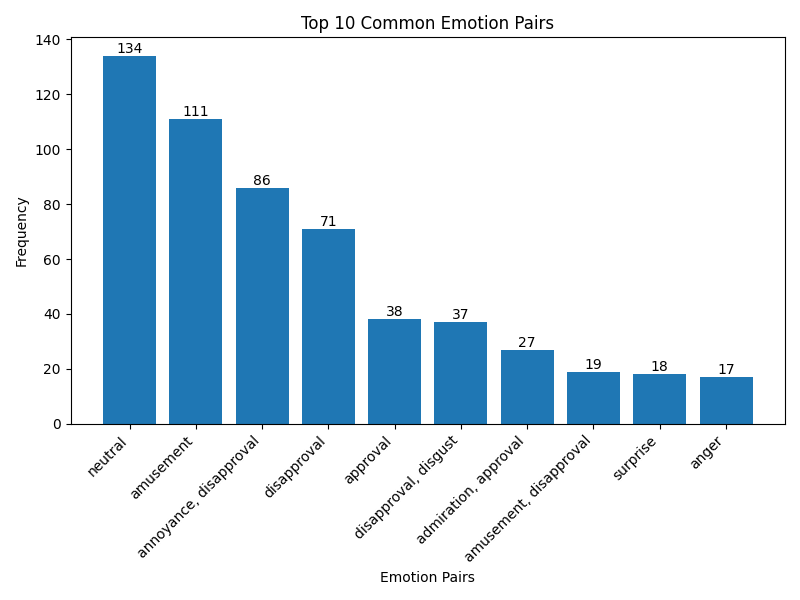 Top 10 Common Emotion Pairs
Frequency
140
120
100
80
60
40
20
0
134
111
86
71
38
37
27
19
18
17
neutral
amusement
annoyance, disapproval
disapproval
approval
disapproval, disgust
admiration, approval
amusement, disapproval
surprise
anger
Emotion Pairs